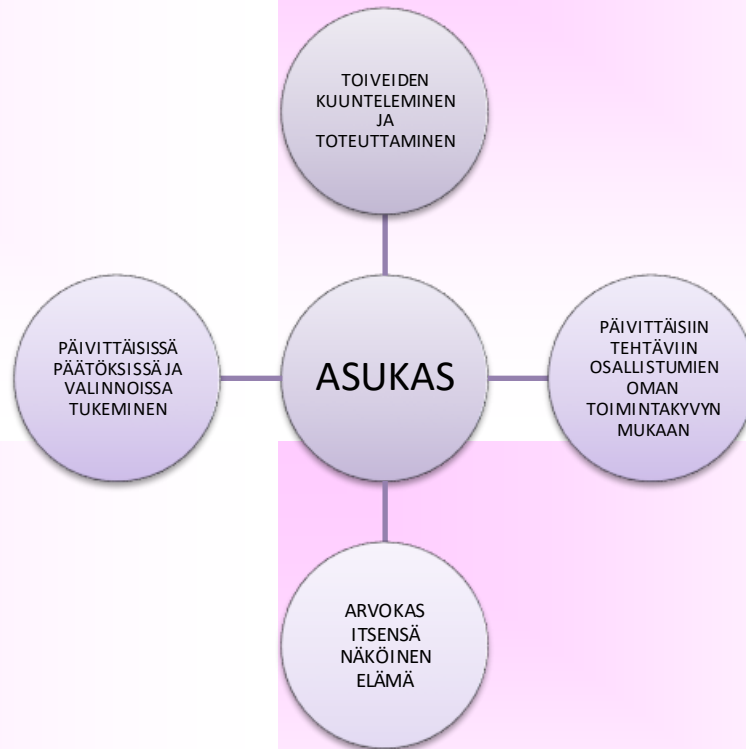 TOIVEIDEN
KUUNTELEMINEN
JA
TOTEUTTAMINEN
PÄIVITTÄISISSÄ
PÄÄTÖKSISSÄ JA
VALINNOISSA
TUKEMINEN
ASUKAS
PÄIVITTÄISIIN
TEHTÄVIIN
OSALLISTUMIEN
OMAN
TOIMINTAKYVYN
MUKAAN
ARVOKAS
ITSENSÄ
NÄKÖINEN
ELÄMÄ